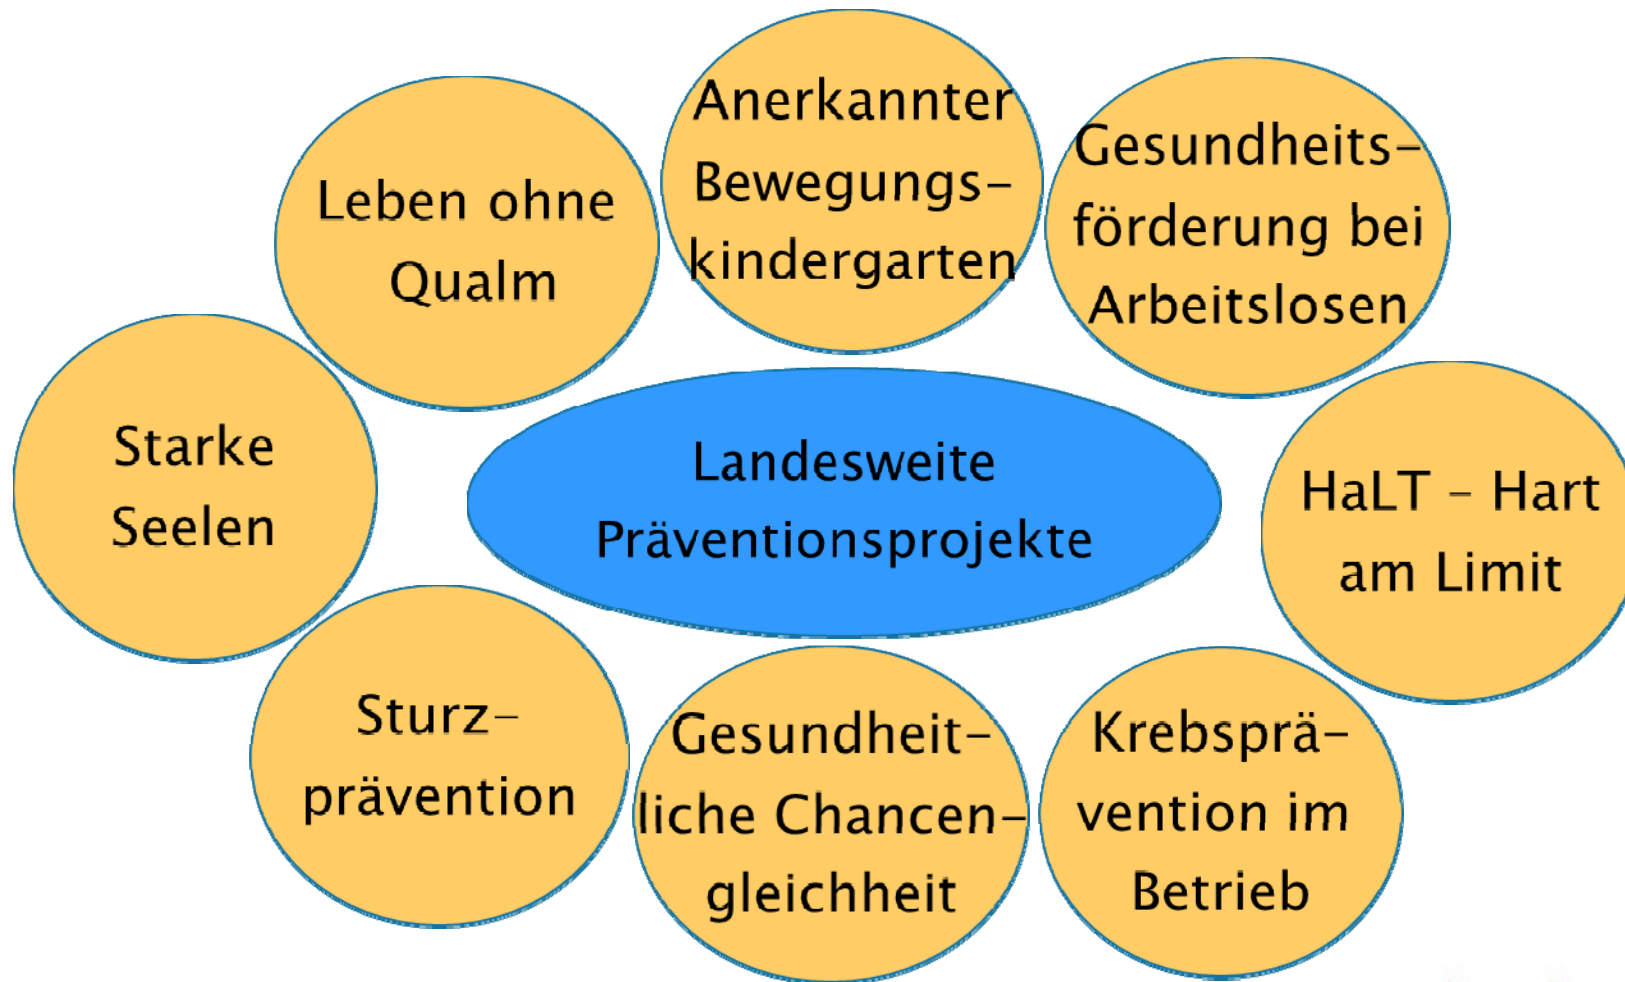 Anerkannter
Bewegungs-
kindergarten
Gesundheits-
förderung bei
Arbeitslosen
Leben ohne
Qualm
Starke
Seelen
Landesweite
Präventionsprojekte
HaLT – Hart
am Limit
Sturz-
prävention
Gesundheit-
liche Chancen-
gleichheit
Krebsprä-
vention im
Betrieb